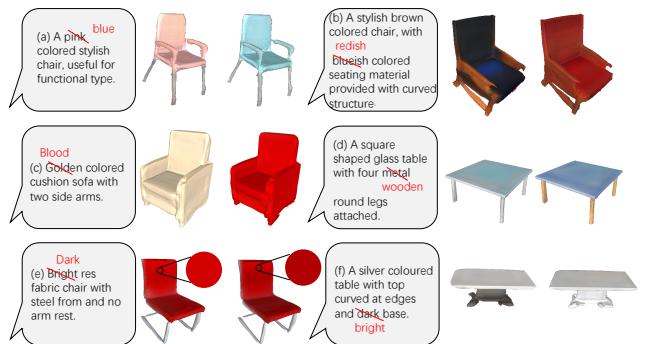 blue
(a) A pink
colored stylish
chair, useful for
functional type.
(b) A stylish brown
colored chair, with
redish
blueish colored
seating material
provided with curved
structure
Blood
(c) Golden colored
cushion sofa with
two side arms.
(d) A square
shaped glass table
with four metal
wooden
round legs
attached.
Dark
(e) Bright res
fabric chair with
steel from and no
arm rest.
(f) A silver coloured
table with top
curved at edges
and dark base.
bright